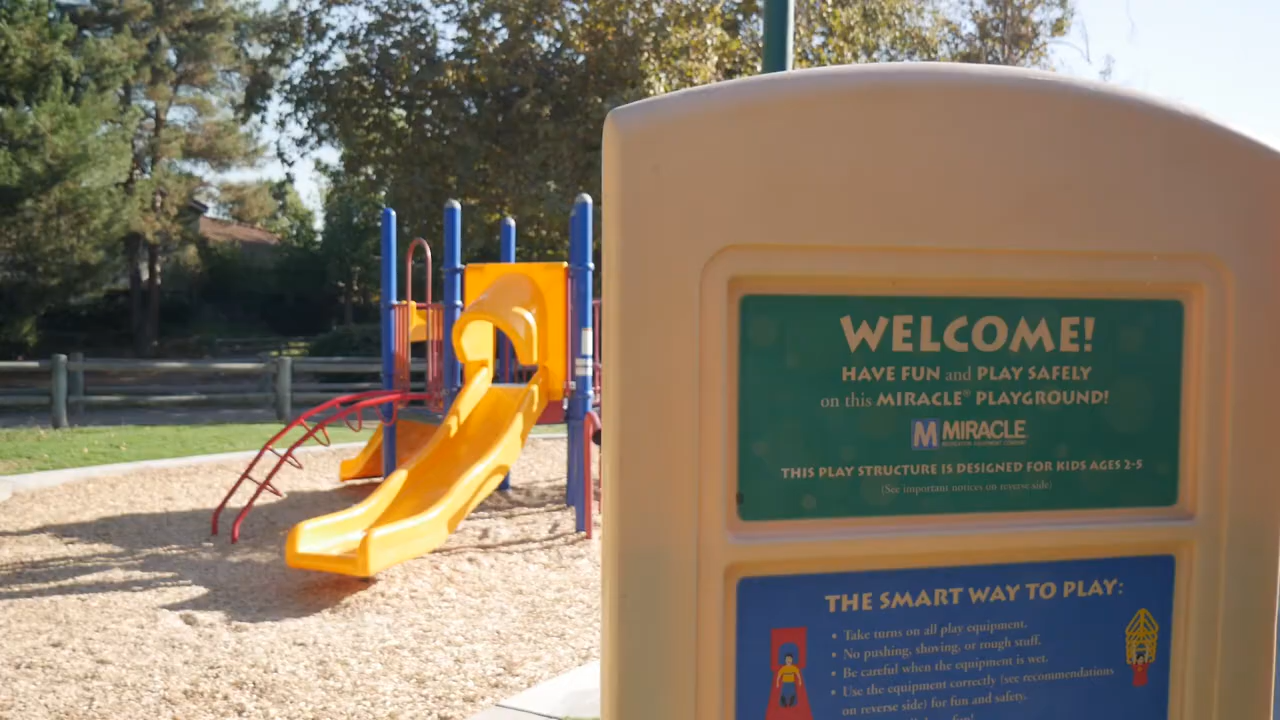 WELCOME!
HAVE FUN and PLAY SAFELY
on this MIRACLE® PLAYGROUND!
M MIRACLE
RECREATION EQUIPMENT COMPANY
THIS PLAY STRUCTURE IS DESIGNED FOR KIDS AGES 2-5
(See important notices on reverse side)
THE SMART WAY TO PLAY:
• Take turns on all play equipment.
• No pushing, shoving, or rough stuff.
• Be careful when the equipment is wet.
• Use the equipment correctly (see recommendations
on reverse side) for fun and safety.